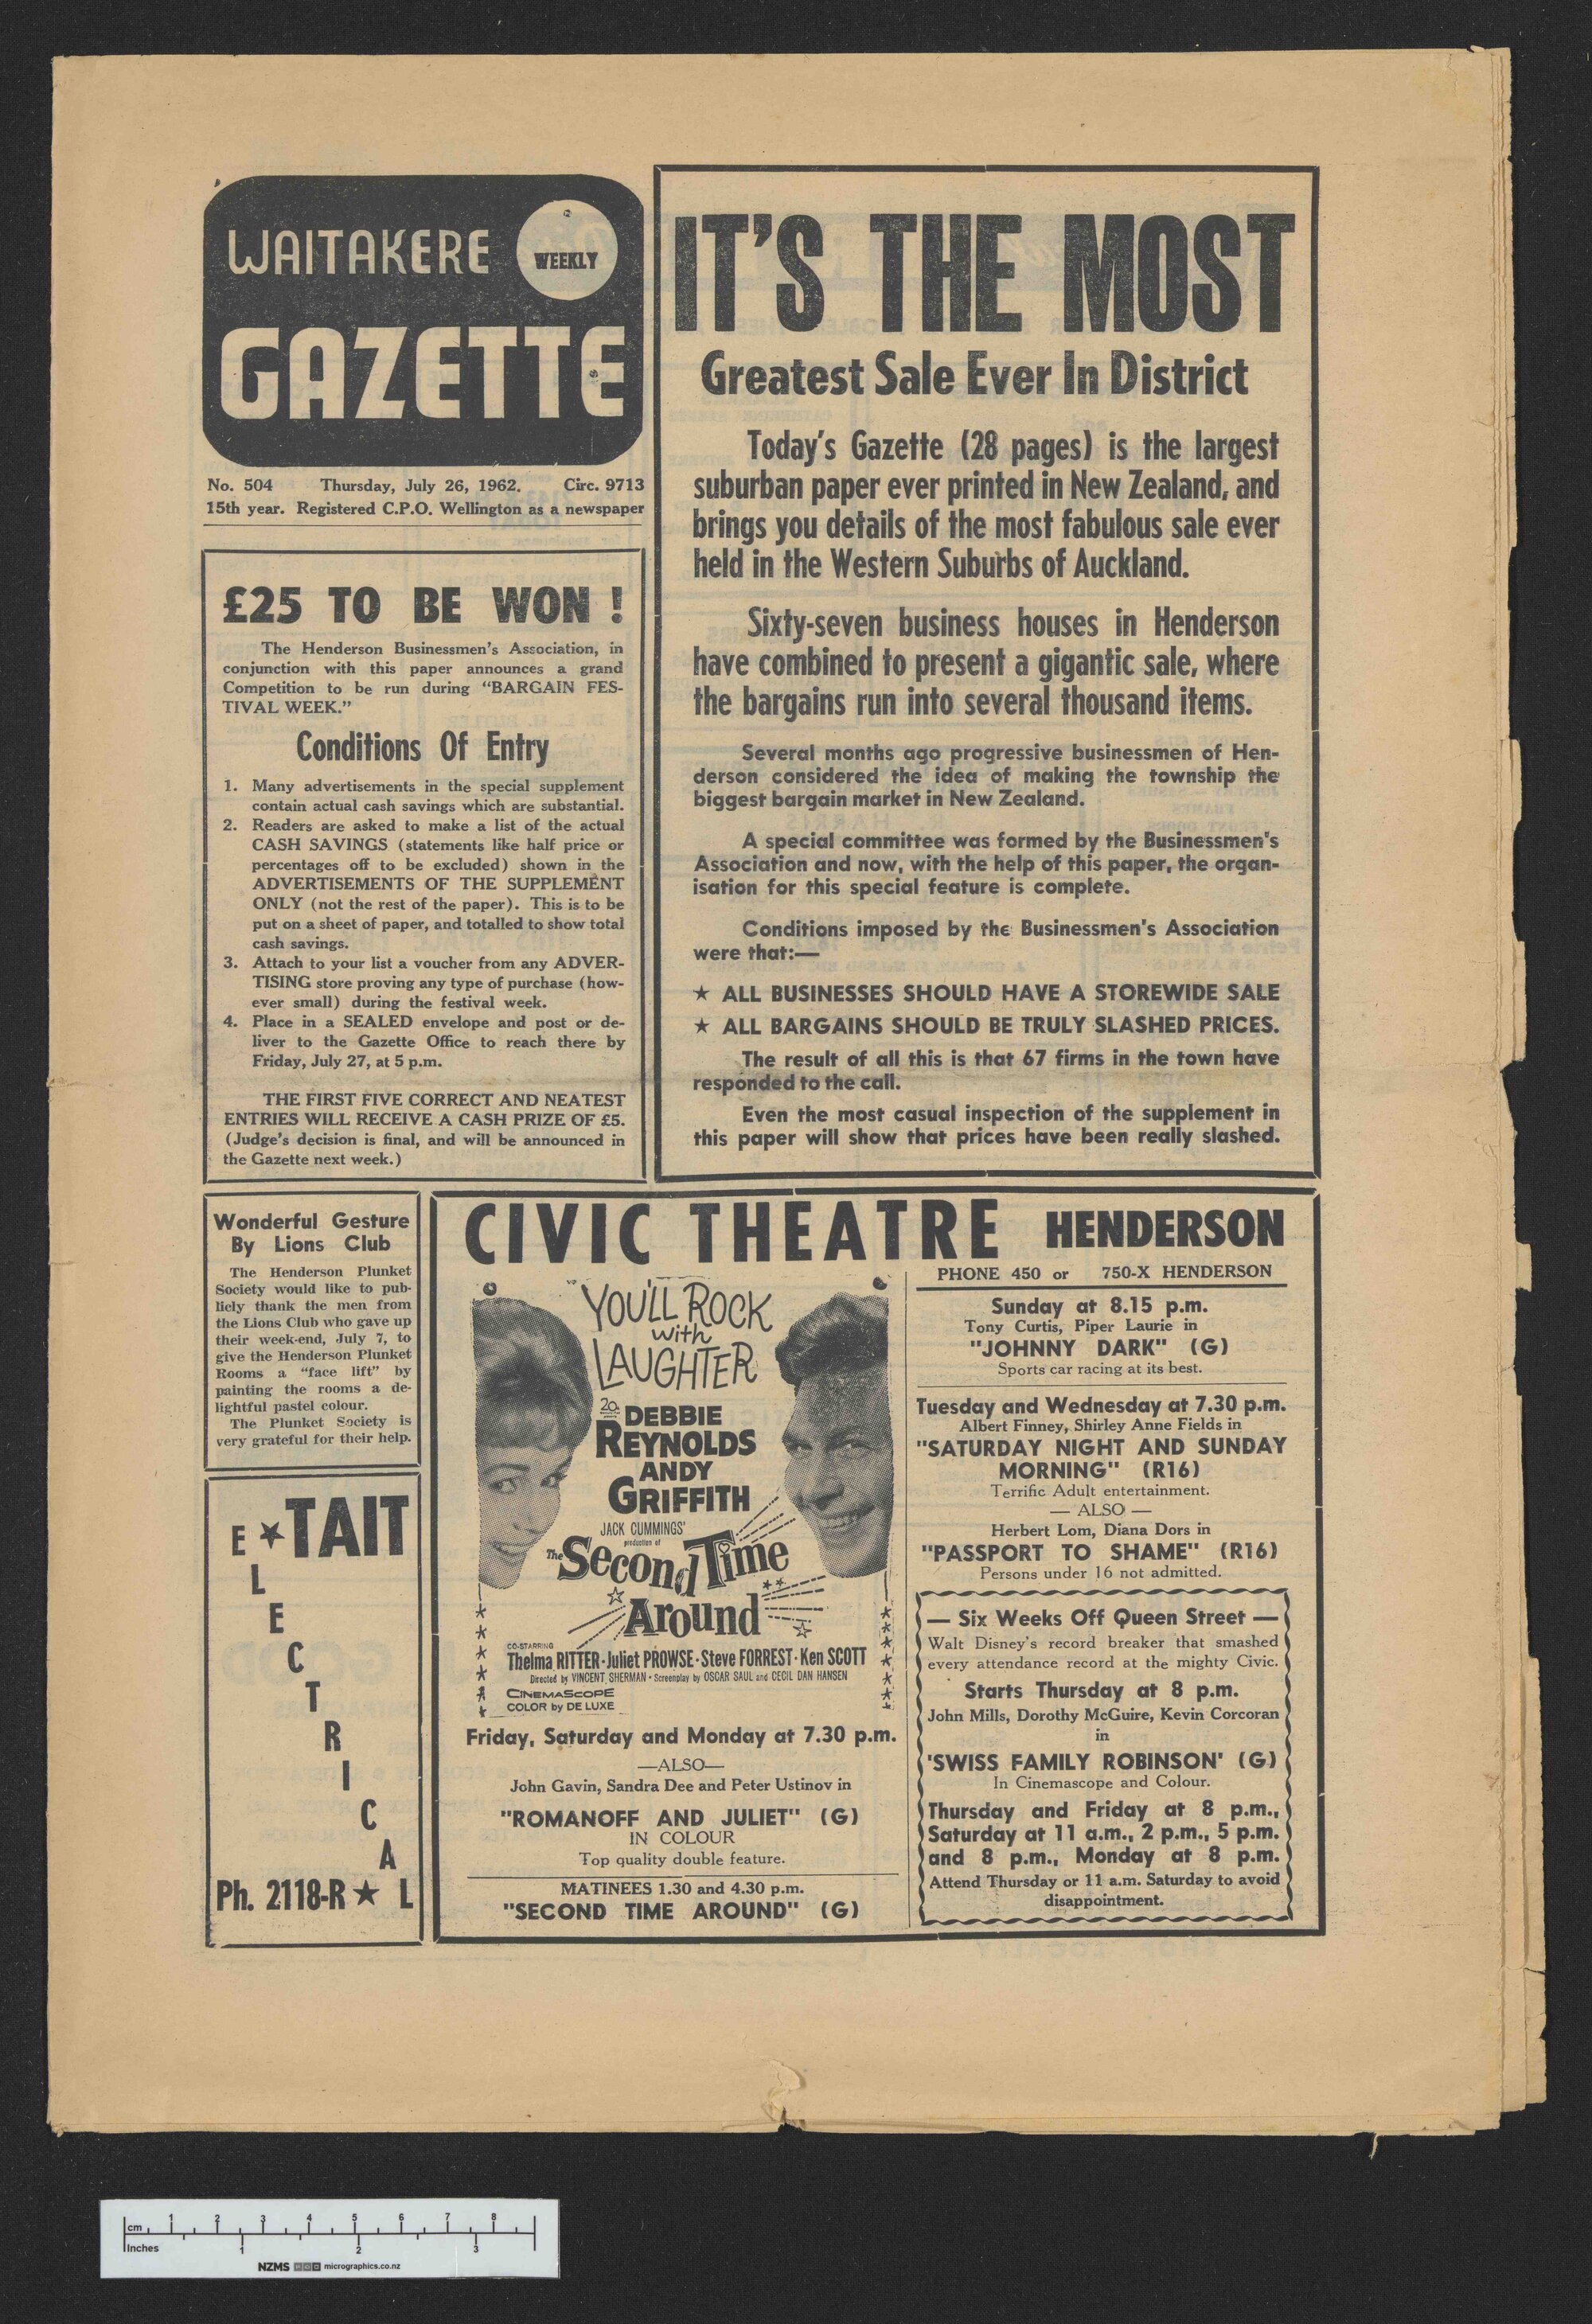 WAITAKERE
WEEKLY
GAZETTE
No. 504 Thursday, July 26, 1962. Circ. 9713
15th year. Registered C.P.O. Wellington as a newspaper
£25 TO BE WON !
The Henderson Businessmen's Association, in
conjunction with this paper announces a grand
Competition to be run during "BARGAIN FES-
TIVAL WEEK."
Conditions Of Entry
1. Many advertisements in the special supplement
contain actual cash savings which are substantial.
2. Readers are asked to make a list of the actual
CASH SAVINGS (statements like half price or
percentages off to be excluded) shown in the
ADVERTISEMENTS OF THE SUPPLEMENT
ONLY (not the rest of the paper). This is to be
put on a sheet of paper, and totalled to show total
cash savings.
3. Attach to your list a voucher from any ADVER-
TISING store proving any type of purchase (how-
ever small) during the festival week.
4. Place in a SEALED envelope and post or de-
liver to the Gazette Office to reach there by
Friday, July 27, at 5 p.m.
THE FIRST FIVE CORRECT AND NEATEST
ENTRIES WILL RECEIVE A CASH PRIZE OF £5.
(Judge's decision is final, and will be announced in
the Gazette next week.)
IT'S THE MOST
Greatest Sale Ever In District
Today's Gazette (28 pages) is the largest
suburban paper ever printed in New Zealand, and
brings you details of the most fabulous sale ever
held in the Western Suburbs of Auckland.
Sixty-seven business houses in Henderson
have combined to present a gigantic sale, where
the bargains run into several thousand items.
Several months ago progressive businessmen of Hen-
derson considered the idea of making the township the
biggest bargain market in New Zealand.
A special committee was formed by the Businessmen's
Association and now, with the help of this paper, the organ-
isation for this special feature is complete.
Conditions imposed by the Businessmen's Association
were that:—
★ ALL BUSINESSES SHOULD HAVE A STOREWIDE SALE
★ ALL BARGAINS SHOULD BE TRULY SLASHED PRICES.
The result of all this is that 67 firms in the town have
responded to the call.
Even the most casual inspection of the supplement in
this paper will show that prices have been really slashed.
Wonderful Gesture
By Lions Club
The Henderson Plunket
Society would like to pub-
licly thank the men from
the Lions Club who gave up
their week-end, July 7, to
give the Henderson Plunket
Rooms a "face lift" by
painting the rooms a de-
lightful pastel colour.
The Plunket Society is
very grateful for their help.
E ★ TAIT
L
E
C
T
R
I
C
A
Ph. 2118-R ★ L
CIVIC THEATRE HENDERSON
YOU'LL ROCK
with
LAUGHTER
20
DEBBIE
REYNOLDS
ANDY
GRIFFITH
JACK CUMMINGS'
production of
The Second Time
Around
CO-STARRING
Thelma RITTER · Juliet PROWSE · Steve FORREST · Ken SCOTT
Directed by VINCENT SHERMAN · Screenplay by OSCAR SAUL and CECIL DAN HANSEN
CINEMASCOPE
COLOR by DE LUXE
Friday, Saturday and Monday at 7.30 p.m.
—ALSO—
John Gavin, Sandra Dee and Peter Ustinov in
"ROMANOFF AND JULIET" (G)
IN COLOUR
Top quality double feature.
MATINEES 1.30 and 4.30 p.m.
"SECOND TIME AROUND" (G)
PHONE 450 or 750-X HENDERSON
Sunday at 8.15 p.m.
Tony Curtis, Piper Laurie in
"JOHNNY DARK" (G)
Sports car racing at its best.
Tuesday and Wednesday at 7.30 p.m.
Albert Finney, Shirley Anne Fields in
"SATURDAY NIGHT AND SUNDAY
MORNING" (R16)
Terrific Adult entertainment.
— ALSO —
Herbert Lom, Diana Dors in
"PASSPORT TO SHAME" (R16)
Persons under 16 not admitted.
— Six Weeks Off Queen Street —
Walt Disney's record breaker that smashed
every attendance record at the mighty Civic.
Starts Thursday at 8 p.m.
John Mills, Dorothy McGuire, Kevin Corcoran
in
'SWISS FAMILY ROBINSON' (G)
In Cinemascope and Colour.
Thursday and Friday at 8 p.m.,
Saturday at 11 a.m., 2 p.m., 5 p.m.
and 8 p.m., Monday at 8 p.m.
Attend Thursday or 11 a.m. Saturday to avoid
disappointment.
cm 1 2 3 4 5 6 7 8
Inches 1 2 3
NZMS micrographics.co.nz